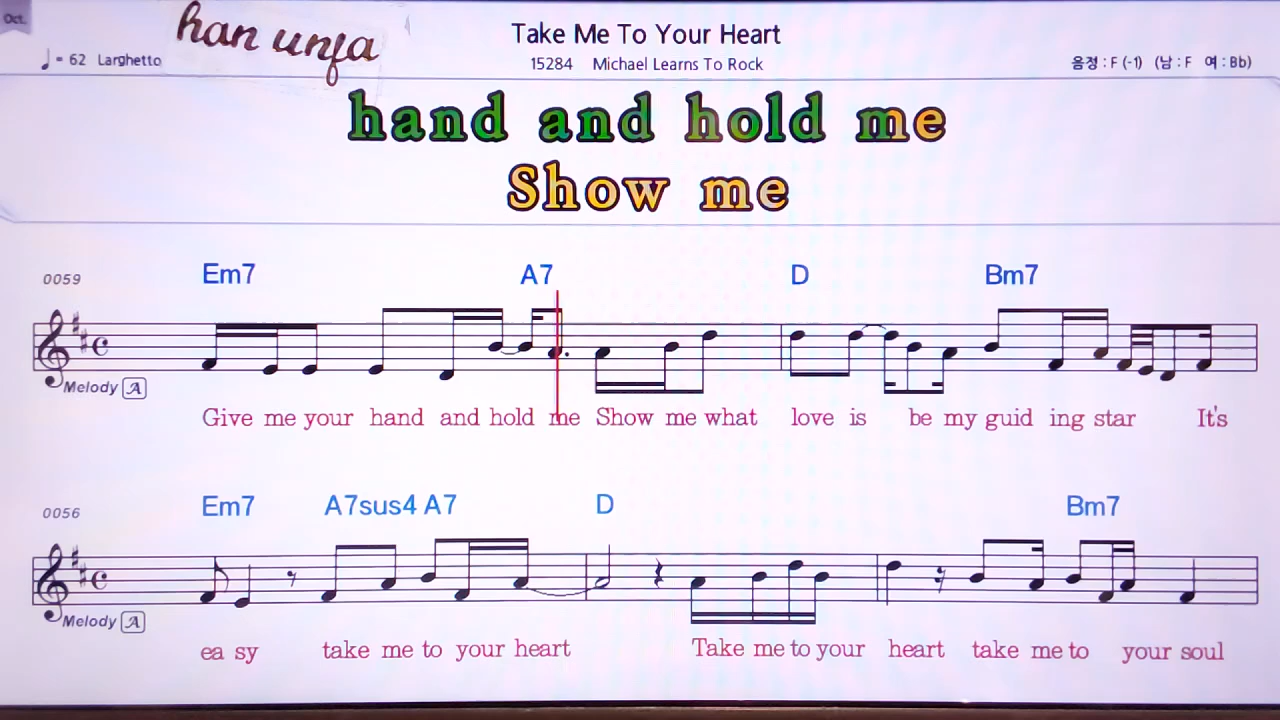 Oct.
han unfa
Take Me To Your Heart
♩ = 62 Larghetto
15284 Michael Learns To Rock
음정 : F (-1) (남 : F 여 : Bb)
hand and hold me
Show me
0059
Em7 A7 D Bm7
Melody A
Give me your hand and hold me Show me what love is be my guid ing star It's
0056
Em7 A7sus4 A7 D Bm7
Melody A
ea sy take me to your heart Take me to your heart take me to your soul